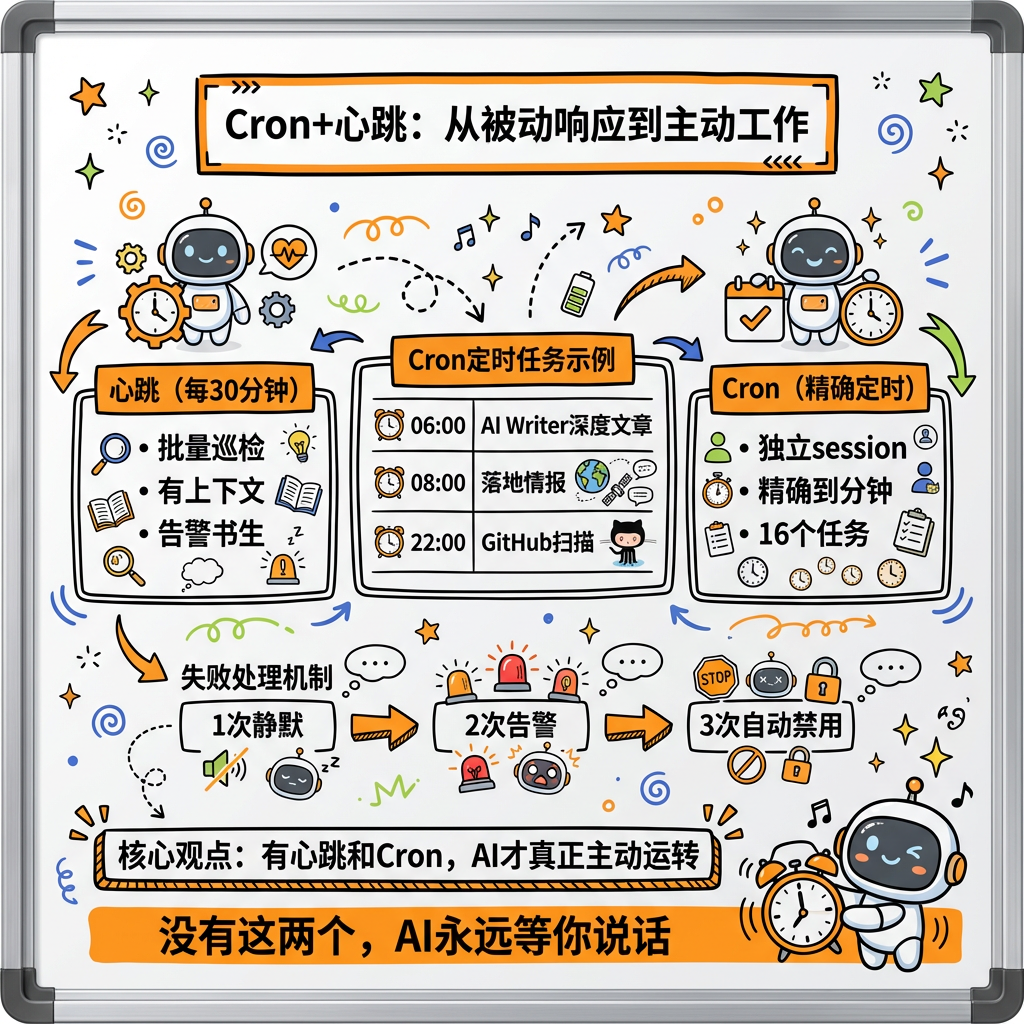 Cron+心跳：从被动响应到主动工作
心跳（每30分钟）
• 批量巡检
• 有上下文
• 告警书生
zzz
Cron定时任务示例
06:00 AI Writer深度文章
08:00 落地情报
22:00 GitHub扫描
Cron（精确定时）
• 独立session
• 精确到分钟
• 16个任务
失败处理机制
1次静默
zzz
2次告警
STOP
3次自动禁用
核心观点：有心跳和Cron，AI才真正主动运转
没有这两个，AI永远等你说话